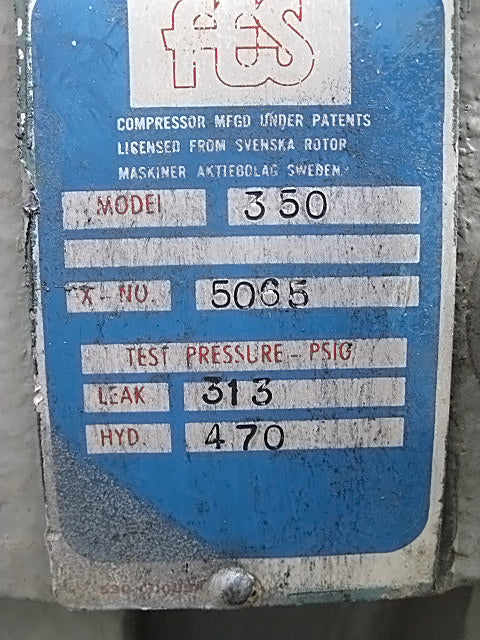 fes
COMPRESSOR MFGD UNDER PATENTS
LICENSED FROM SVENSKA ROTOR
MASKINER AKTIEBOLAG SWEDEN.
MODEL 350
X-NO. 5065
TEST PRESSURE - PSIG
LEAK 313
HYD. 470